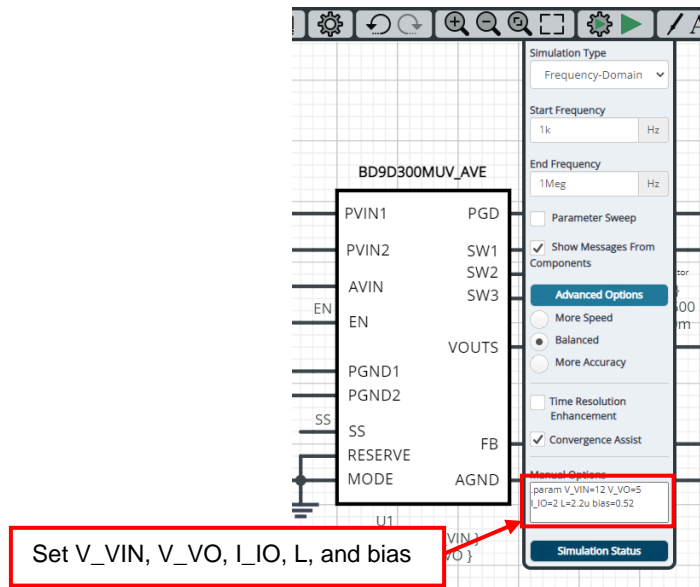 Simulation Type
Frequency-Domain
Start Frequency
1k Hz
End Frequency
1Meg Hz
Parameter Sweep
Show Messages From
Components
Advanced Options
More Speed
Balanced
More Accuracy
Time Resolution
Enhancement
Convergence Assist
Manual Options
.param V_VIN=12 V_VO=5
I_IO=2 L=2.2u bias=0.52
Simulation Status
BD9D300MUV_AVE
PVIN1 PGD
PVIN2 SW1
SW2
AVIN SW3
EN
EN
VOUTS
PGND1
PGND2
SS
SS
FB
RESERVE
MODE AGND
U1
VIN }
VO }
Set V_VIN, V_VO, I_IO, L, and bias